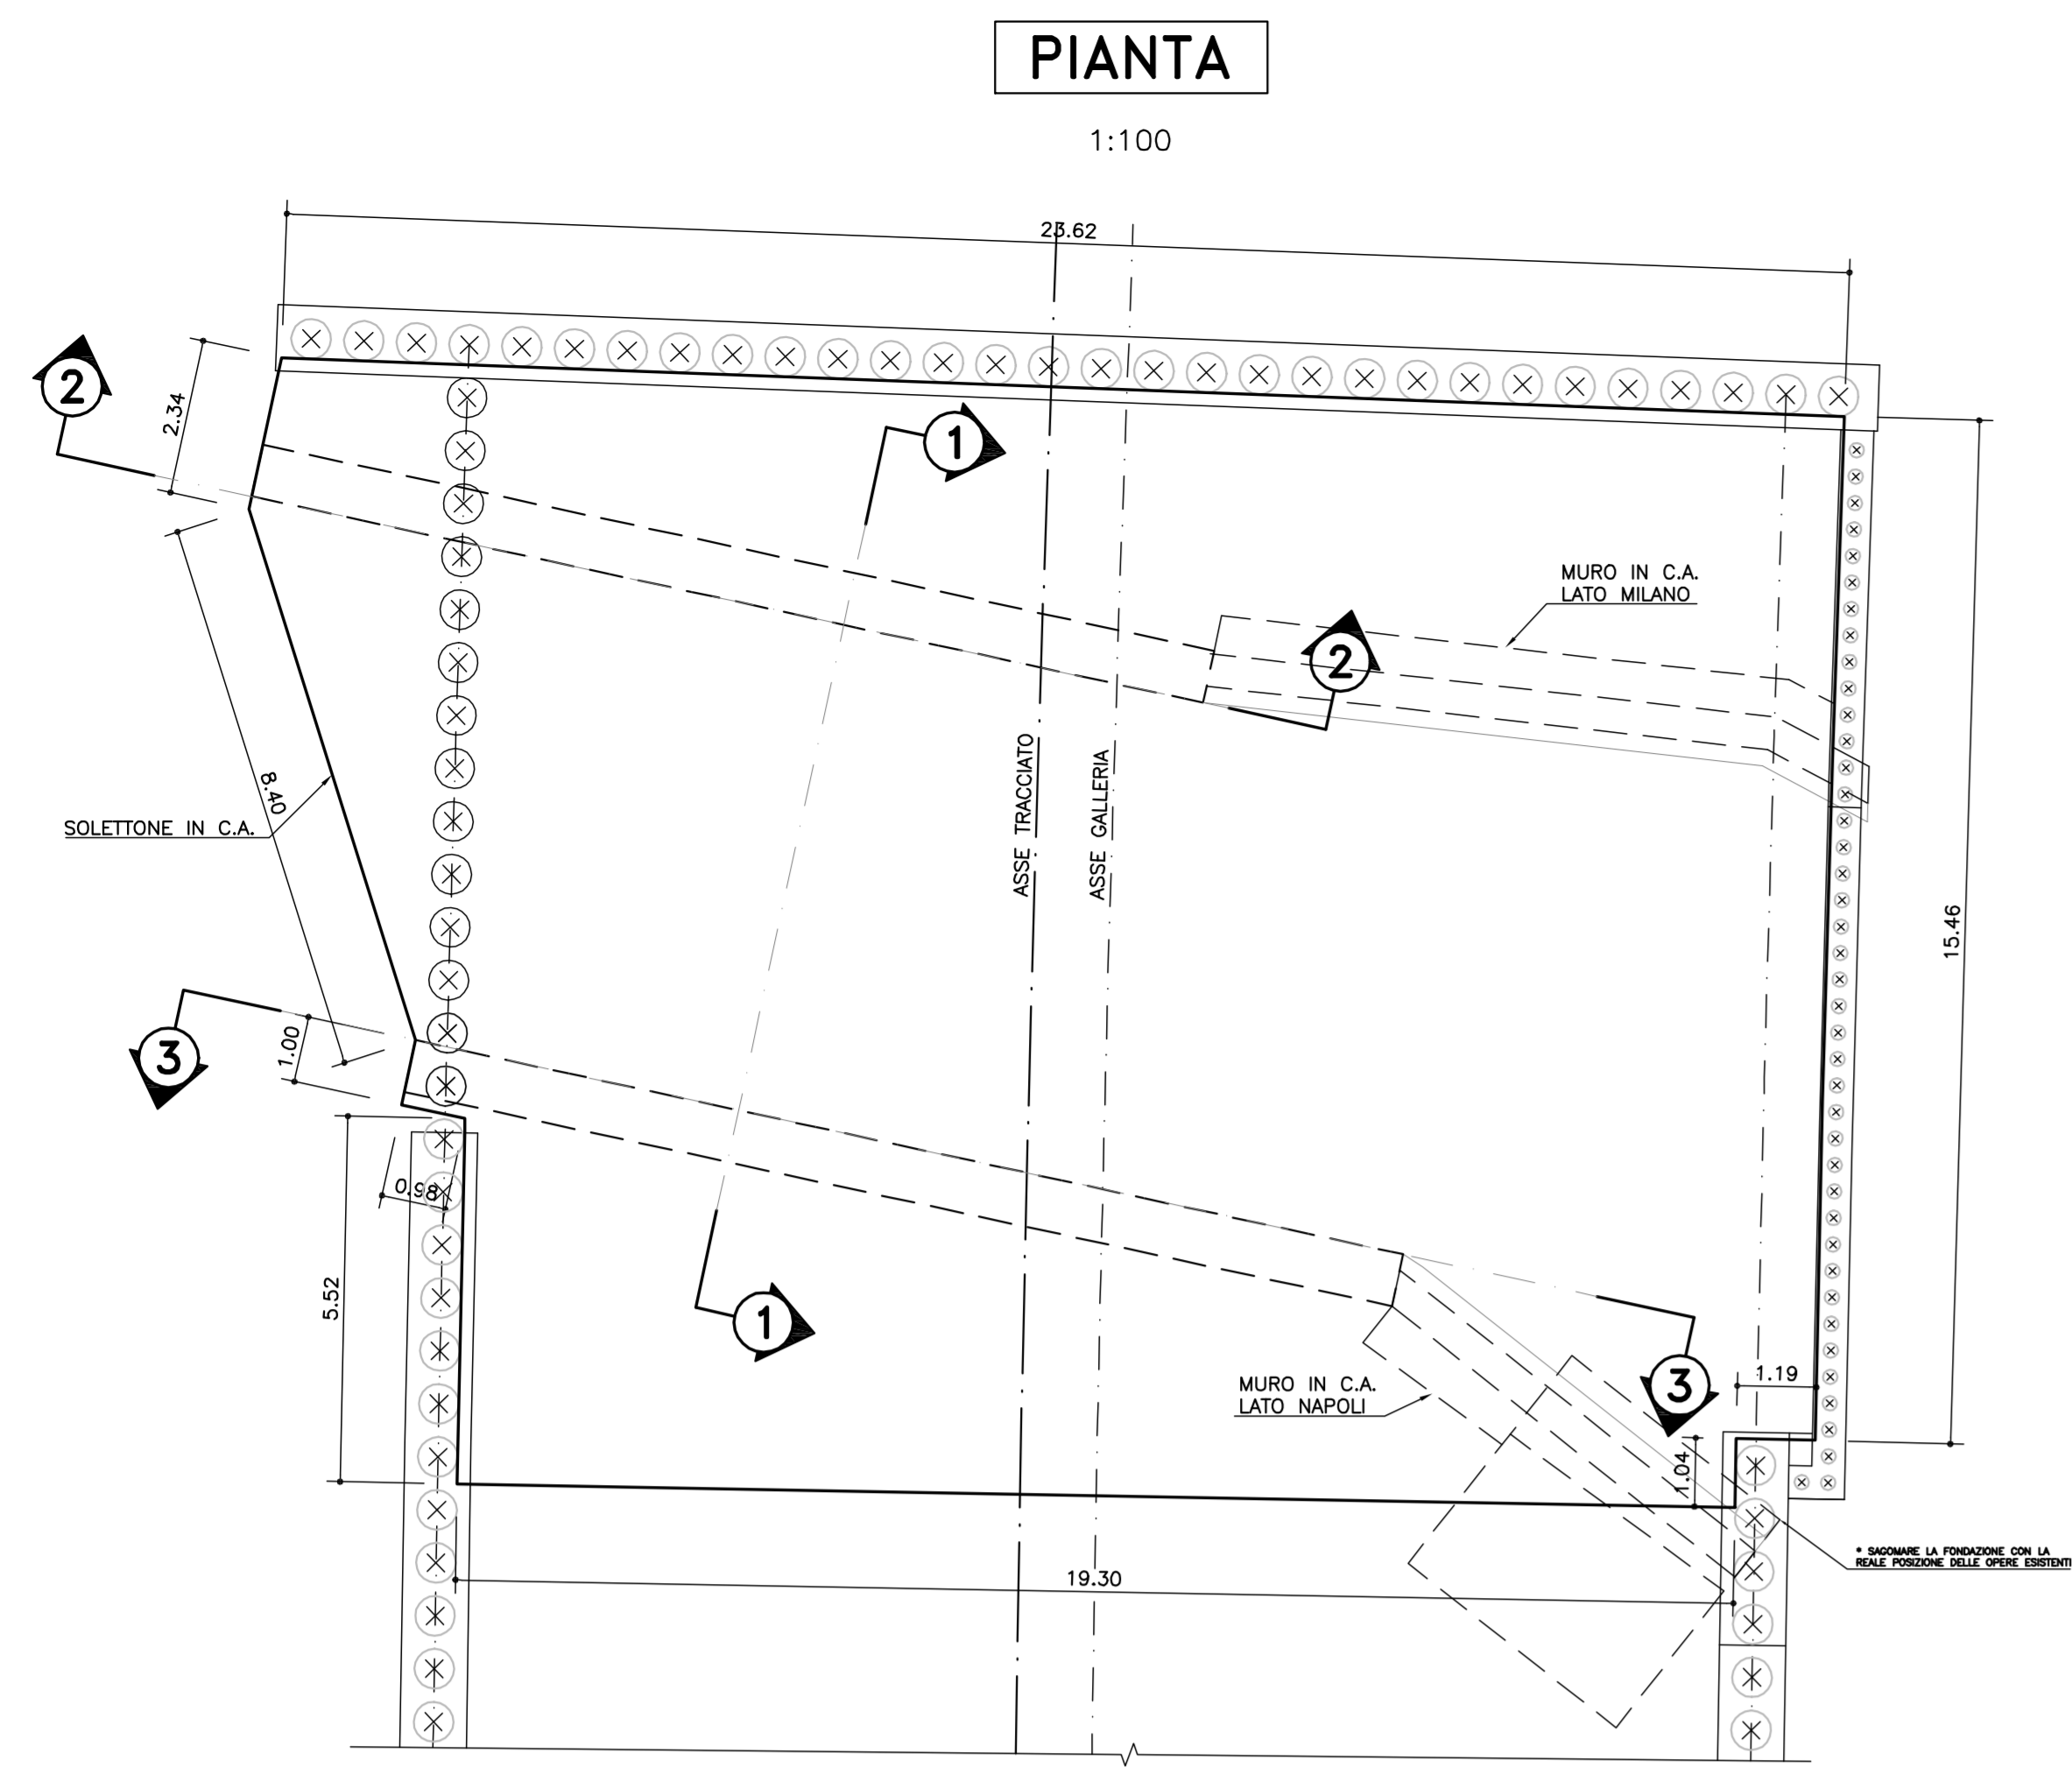 PIANTA
1:100
23.62
2
2.34
1
MURO IN C.A.
LATO MILANO
2
ASSE TRACCIATO
ASSE GALLERIA
8.40
SOLETTONE IN C.A.
15.46
3
1.00
0.98
5.52
1
MURO IN C.A.
LATO NAPOLI
3
1.19
1.04
19.30
* SAGOMARE LA FONDAZIONE CON LA
REALE POSIZIONE DELLE OPERE ESISTENTI